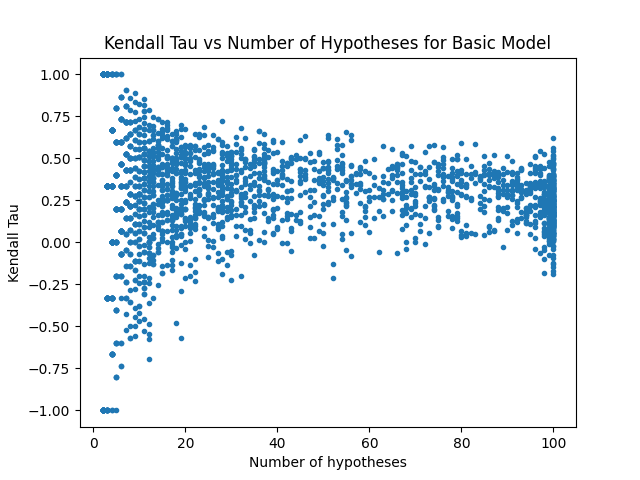 Kendall Tau vs Number of Hypotheses for Basic Model
1.00
0.75
0.50
0.25
0.00
−0.25
−0.50
−0.75
−1.00
Kendall Tau
0 20 40 60 80 100
Number of hypotheses